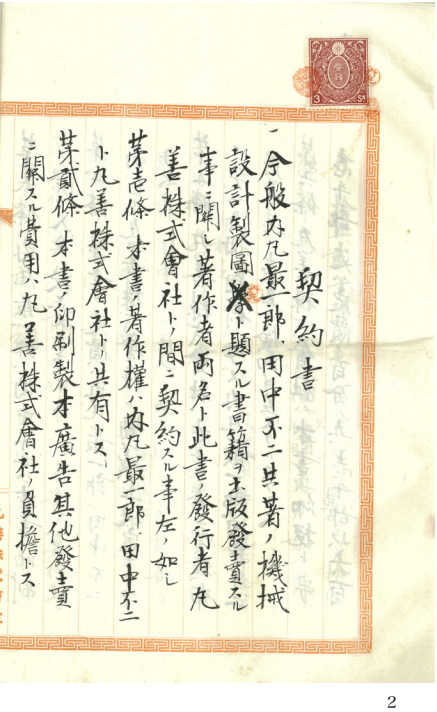 契約書
一 今般内丸最一郎、田中不二共著ノ機械
設計製圖ト題スル書籍ヲ出版發賣スル
事ニ關シ著作者両名ト此書ノ發行者丸
善株式會社トノ間ニ契約スル事左ノ如シ
苐壱條 本書ノ著作權ハ内丸最一郎、田中不二
ト丸善株式會社トノ共有トス
苐貳條 本書ノ印刷製本廣告其他發賣
ニ關スル費用ハ丸善株式會社ノ負擔トス
3 Sn
2